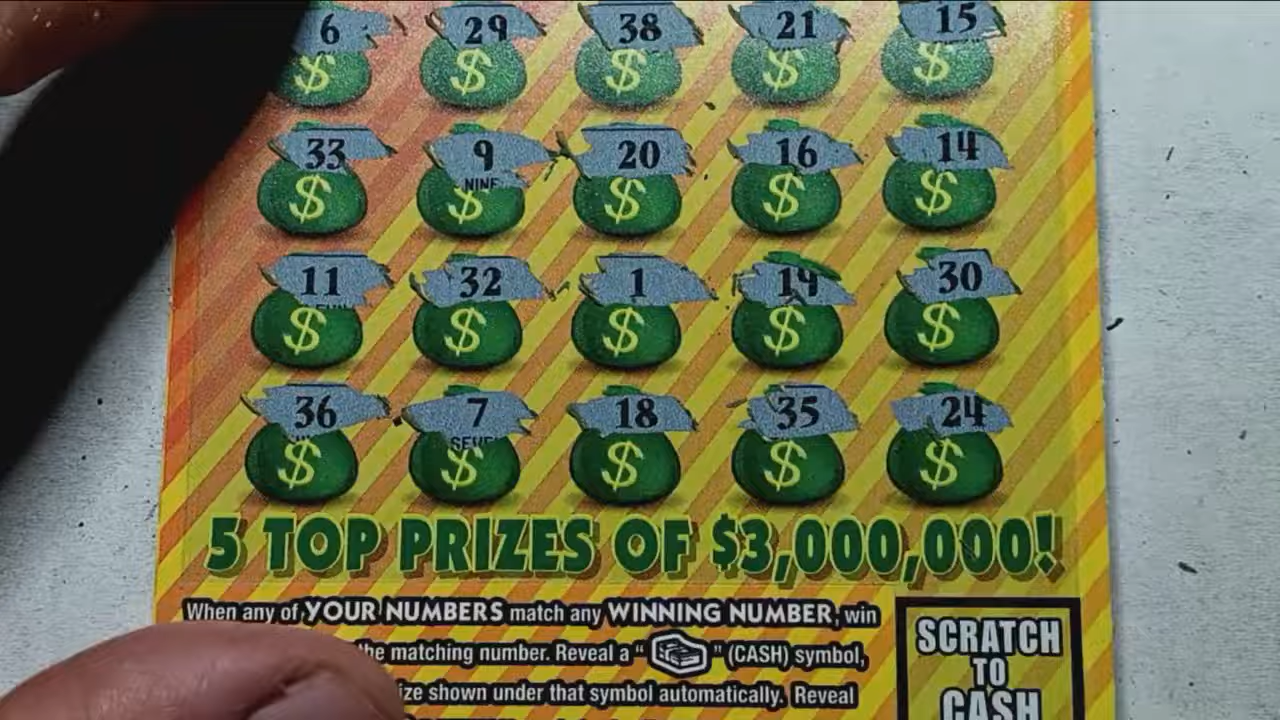 6 29 38 21 15
$ $ $ $ $
33 9 20 16 14
NINE
$ $ $ $ $
11 32 1 19 30
$ $ $ $ $
36 7 18 35 24
$ $ $ $ $
5 TOP PRIZES OF $3,000,000!
When any of YOUR NUMBERS match any WINNING NUMBER, win
the matching number. Reveal a " " (CASH) symbol,
shown under that symbol automatically. Reveal
SCRATCH
TO
CASH